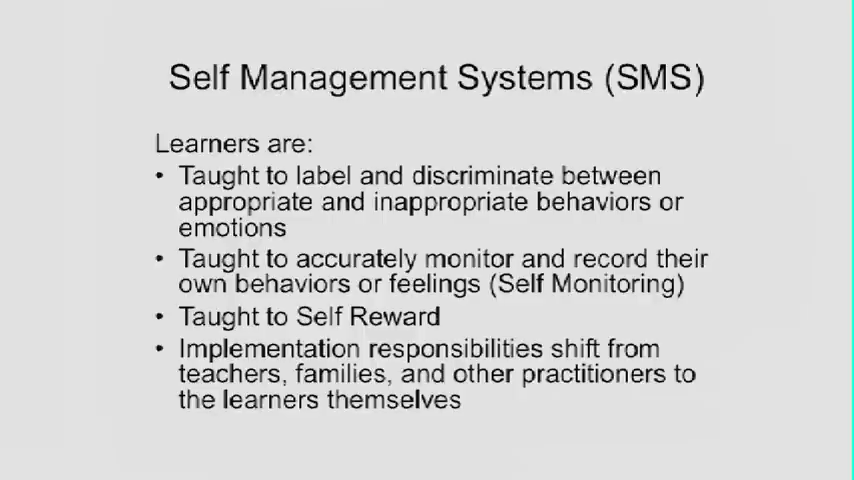 Self Management Systems (SMS)
Learners are:
• Taught to label and discriminate between
appropriate and inappropriate behaviors or
emotions
• Taught to accurately monitor and record their
own behaviors or feelings (Self Monitoring)
• Taught to Self Reward
• Implementation responsibilities shift from
teachers, families, and other practitioners to
the learners themselves